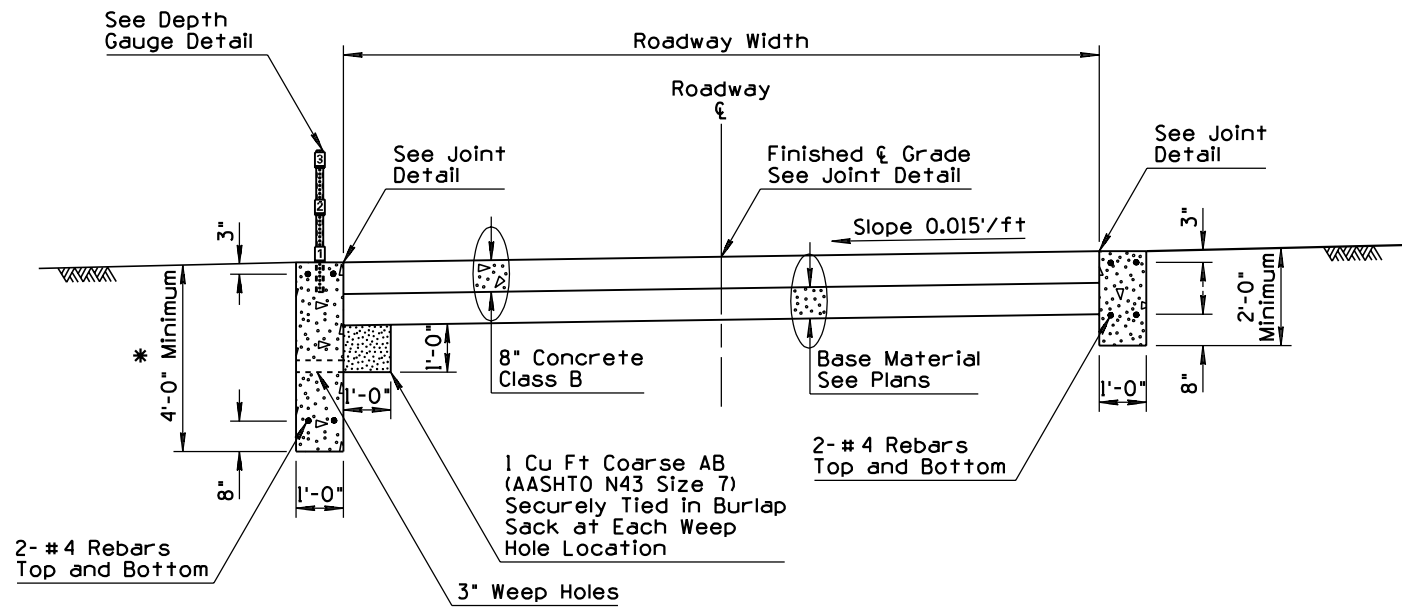 See Depth
Gauge Detail
Roadway Width
Roadway
℄
See Joint
Detail
Finished ℄ Grade
See Joint Detail
See Joint
Detail
Slope 0.015'/ft
3
2
1
3"
3"
* 4'-0" Minimum
2'-0"
Minimum
1'-0"
8" Concrete
Class B
Base Material
See Plans
1'-0"
1'-0"
8"
8"
1'-0"
2-#4 Rebars
Top and Bottom
1 Cu Ft Coarse AB
(AASHTO N43 Size 7)
Securely Tied in Burlap
Sack at Each Weep
Hole Location
2-#4 Rebars
Top and Bottom
3" Weep Holes